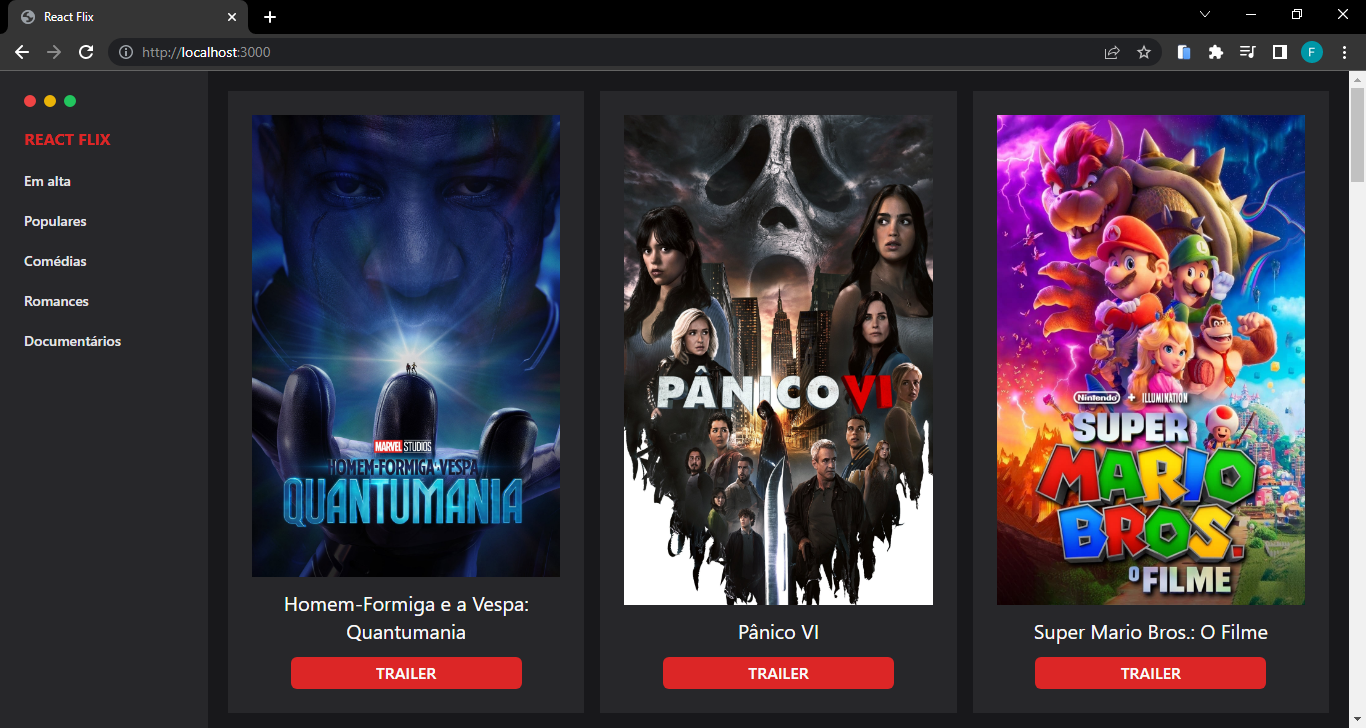 React Flix
http://localhost:3000
F
REACT FLIX
Em alta
Populares
Comédias
Romances
Documentários
MARVEL STUDIOS
HOMEM-FORMIGA VESPA
QUANTUMANIA
Homem-Formiga e a Vespa:
Quantumania
TRAILER
PÂNICO VI
Pânico VI
TRAILER
Nintendo + ILLUMINATION
SUPER
MARIO
BROS.
O FILME
Super Mario Bros.: O Filme
TRAILER